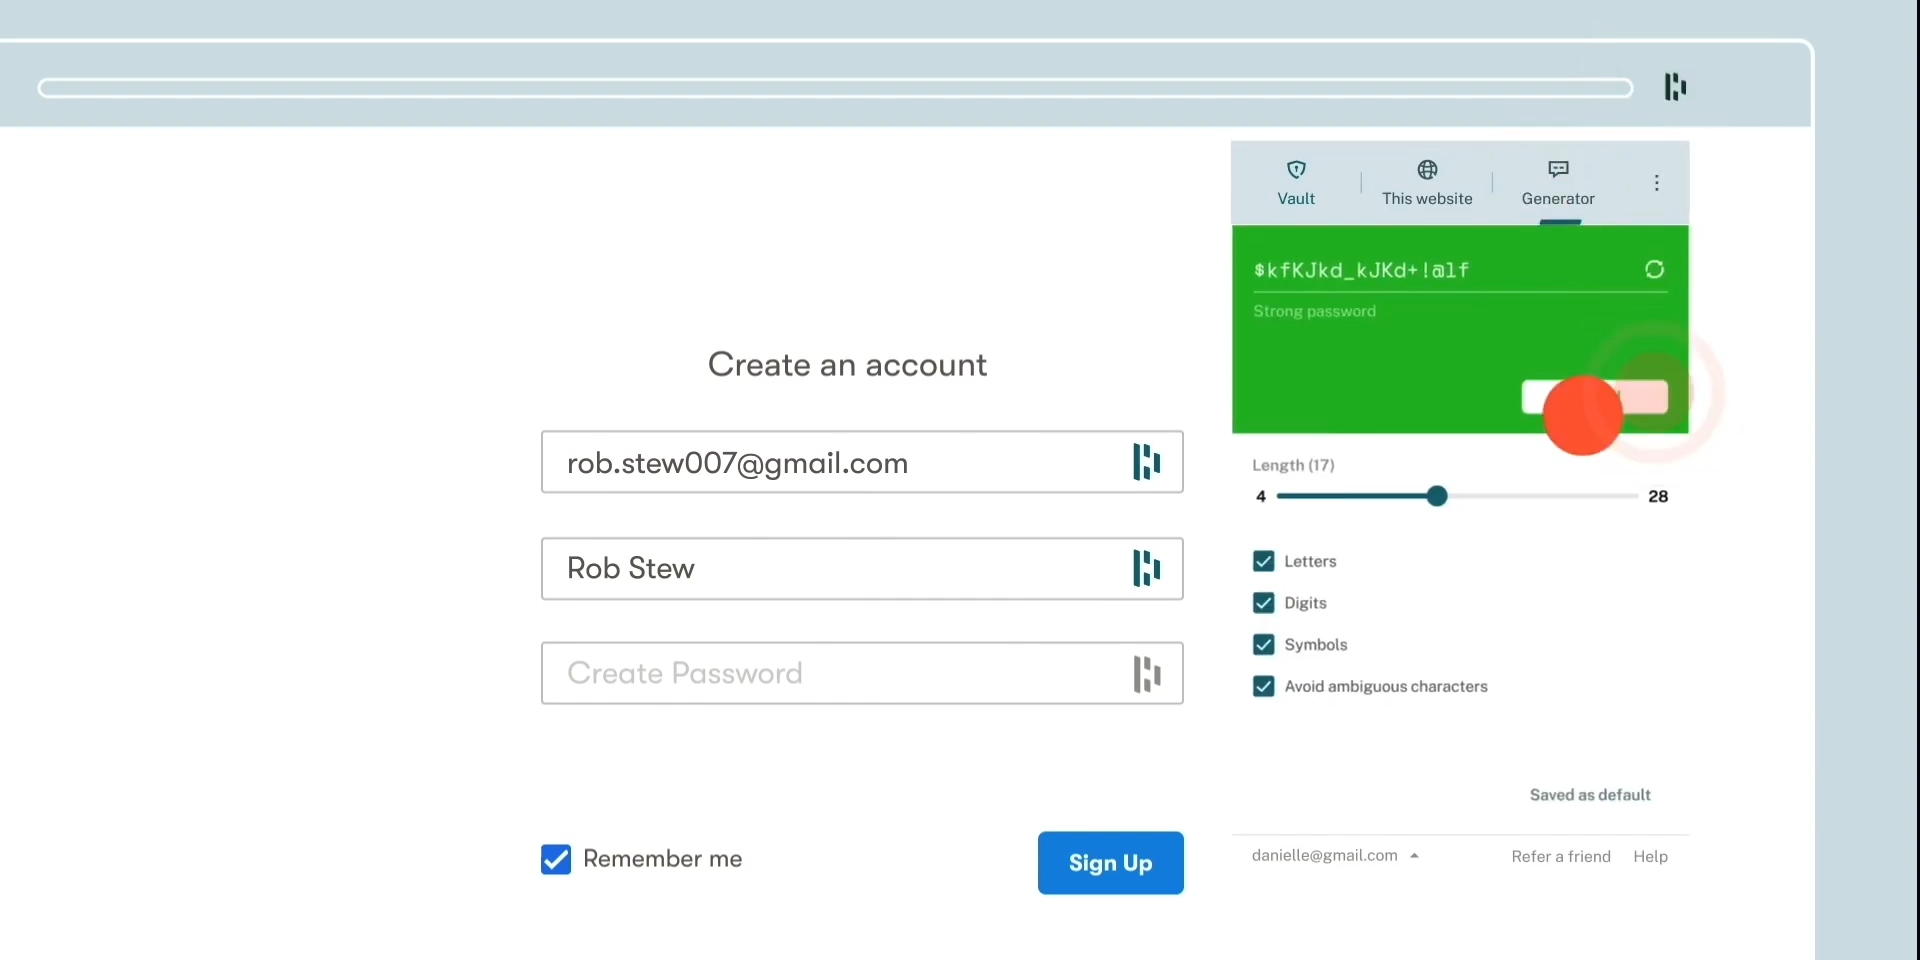 Vault
This website
Generator
$kfKJkd_kJKd+!@lf
Strong password
Create an account
rob.stew007@gmail.com
Rob Stew
Create Password
Remember me
Sign Up
Length (17)
4
28
Letters
Digits
Symbols
Avoid ambiguous characters
Saved as default
danielle@gmail.com
Refer a friend
Help